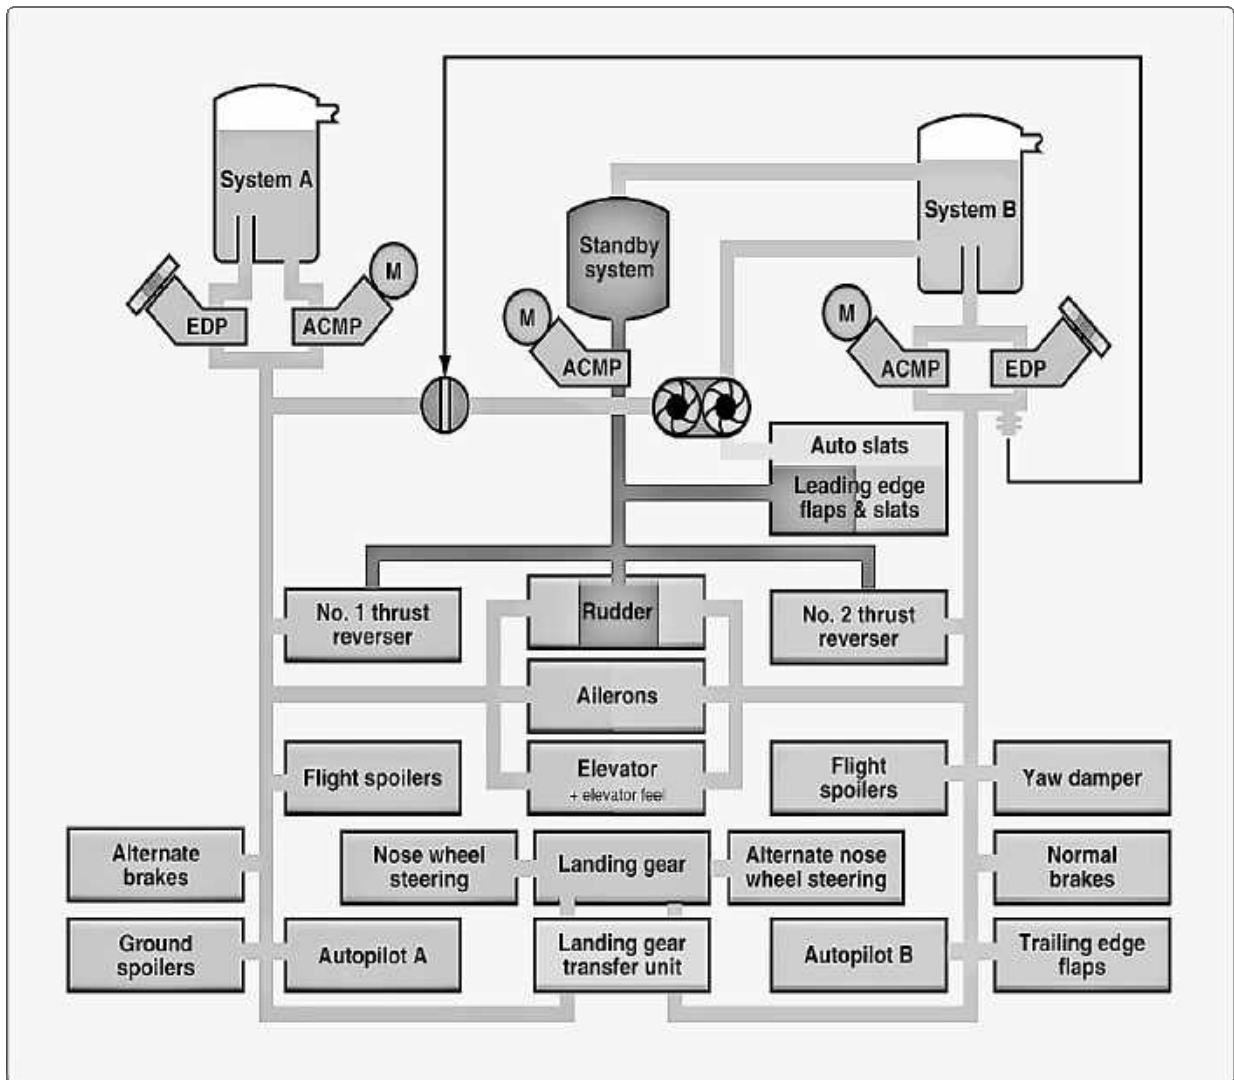 System A
System B
Standby
system
M
EDP
ACMP
M
ACMP
M
ACMP
EDP
Auto slats
Leading edge
flaps & slats
No. 1 thrust
reverser
Rudder
No. 2 thrust
reverser
Ailerons
Flight spoilers
Elevator
+ elevator feel
Flight
spoilers
Yaw damper
Alternate
brakes
Nose wheel
steering
Landing gear
Alternate nose
wheel steering
Normal
brakes
Ground
spoilers
Autopilot A
Landing gear
transfer unit
Autopilot B
Trailing edge
flaps